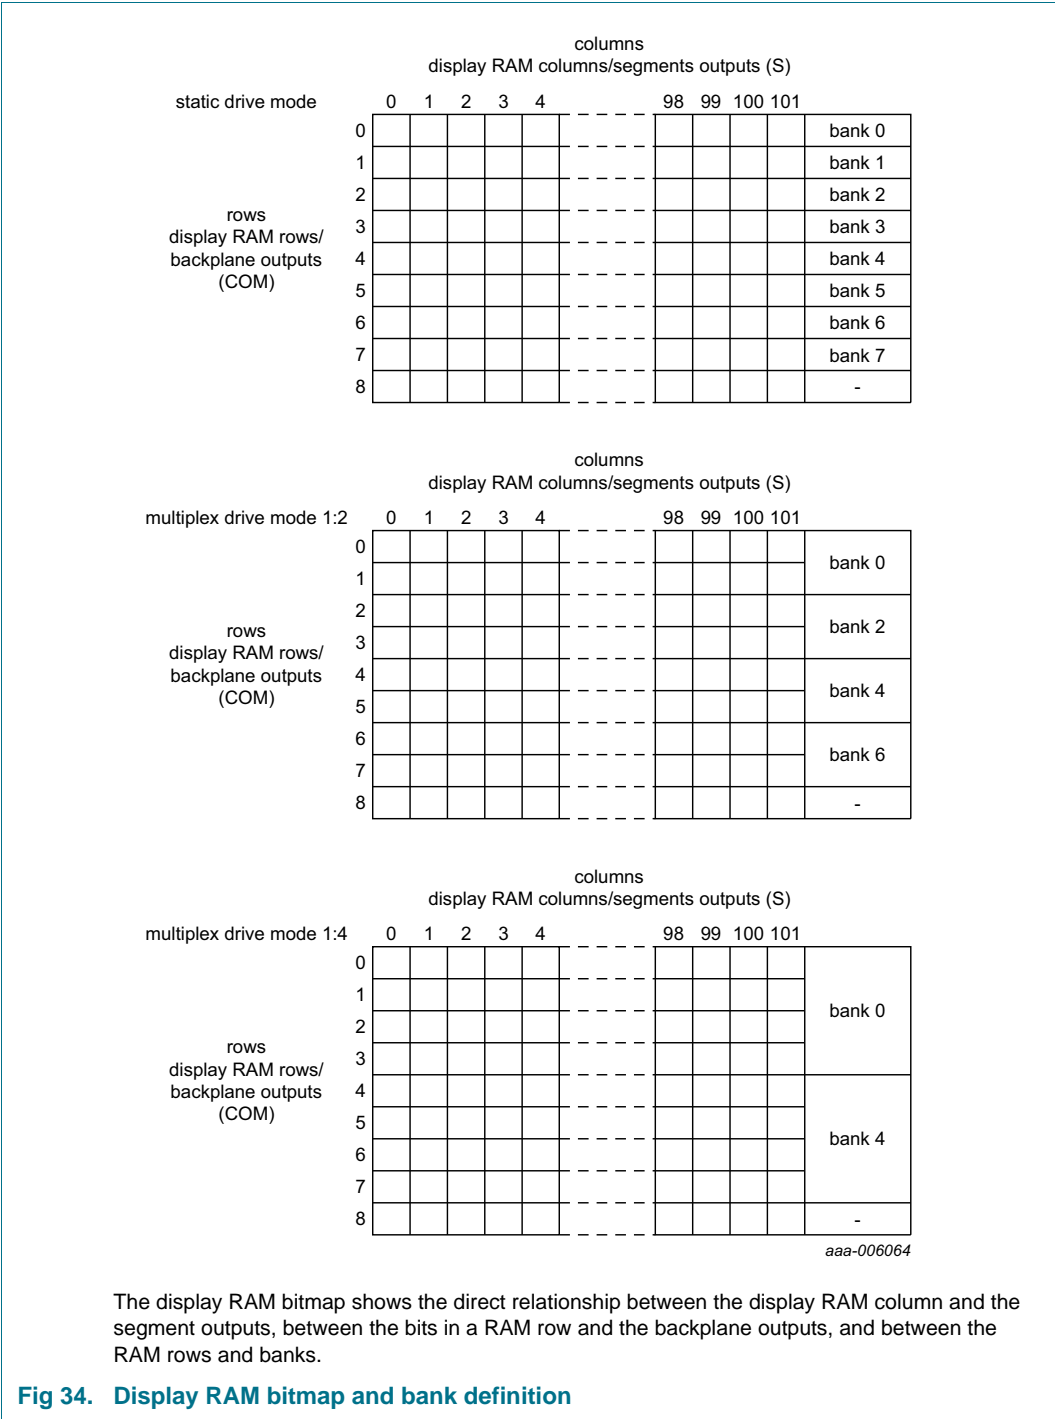 columns
display RAM columns/segments outputs (S)
static drive mode 0 1 2 3 4 98 99 100 101
0 bank 0
1 bank 1
2 bank 2
rows
display RAM rows/
backplane outputs
(COM)
3 bank 3
4 bank 4
5 bank 5
6 bank 6
7 bank 7
8 -
columns
display RAM columns/segments outputs (S)
multiplex drive mode 1:2 0 1 2 3 4 98 99 100 101
0
bank 0
1
2
bank 2
3
rows
display RAM rows/
backplane outputs
(COM)
4
bank 4
5
6
bank 6
7
8 -
columns
display RAM columns/segments outputs (S)
multiplex drive mode 1:4 0 1 2 3 4 98 99 100 101
0
1
bank 0
2
3
rows
display RAM rows/
backplane outputs
(COM)
4
5
bank 4
6
7
8 -
aaa-006064
The display RAM bitmap shows the direct relationship between the display RAM column and the
segment outputs, between the bits in a RAM row and the backplane outputs, and between the
RAM rows and banks.
Fig 34. Display RAM bitmap and bank definition